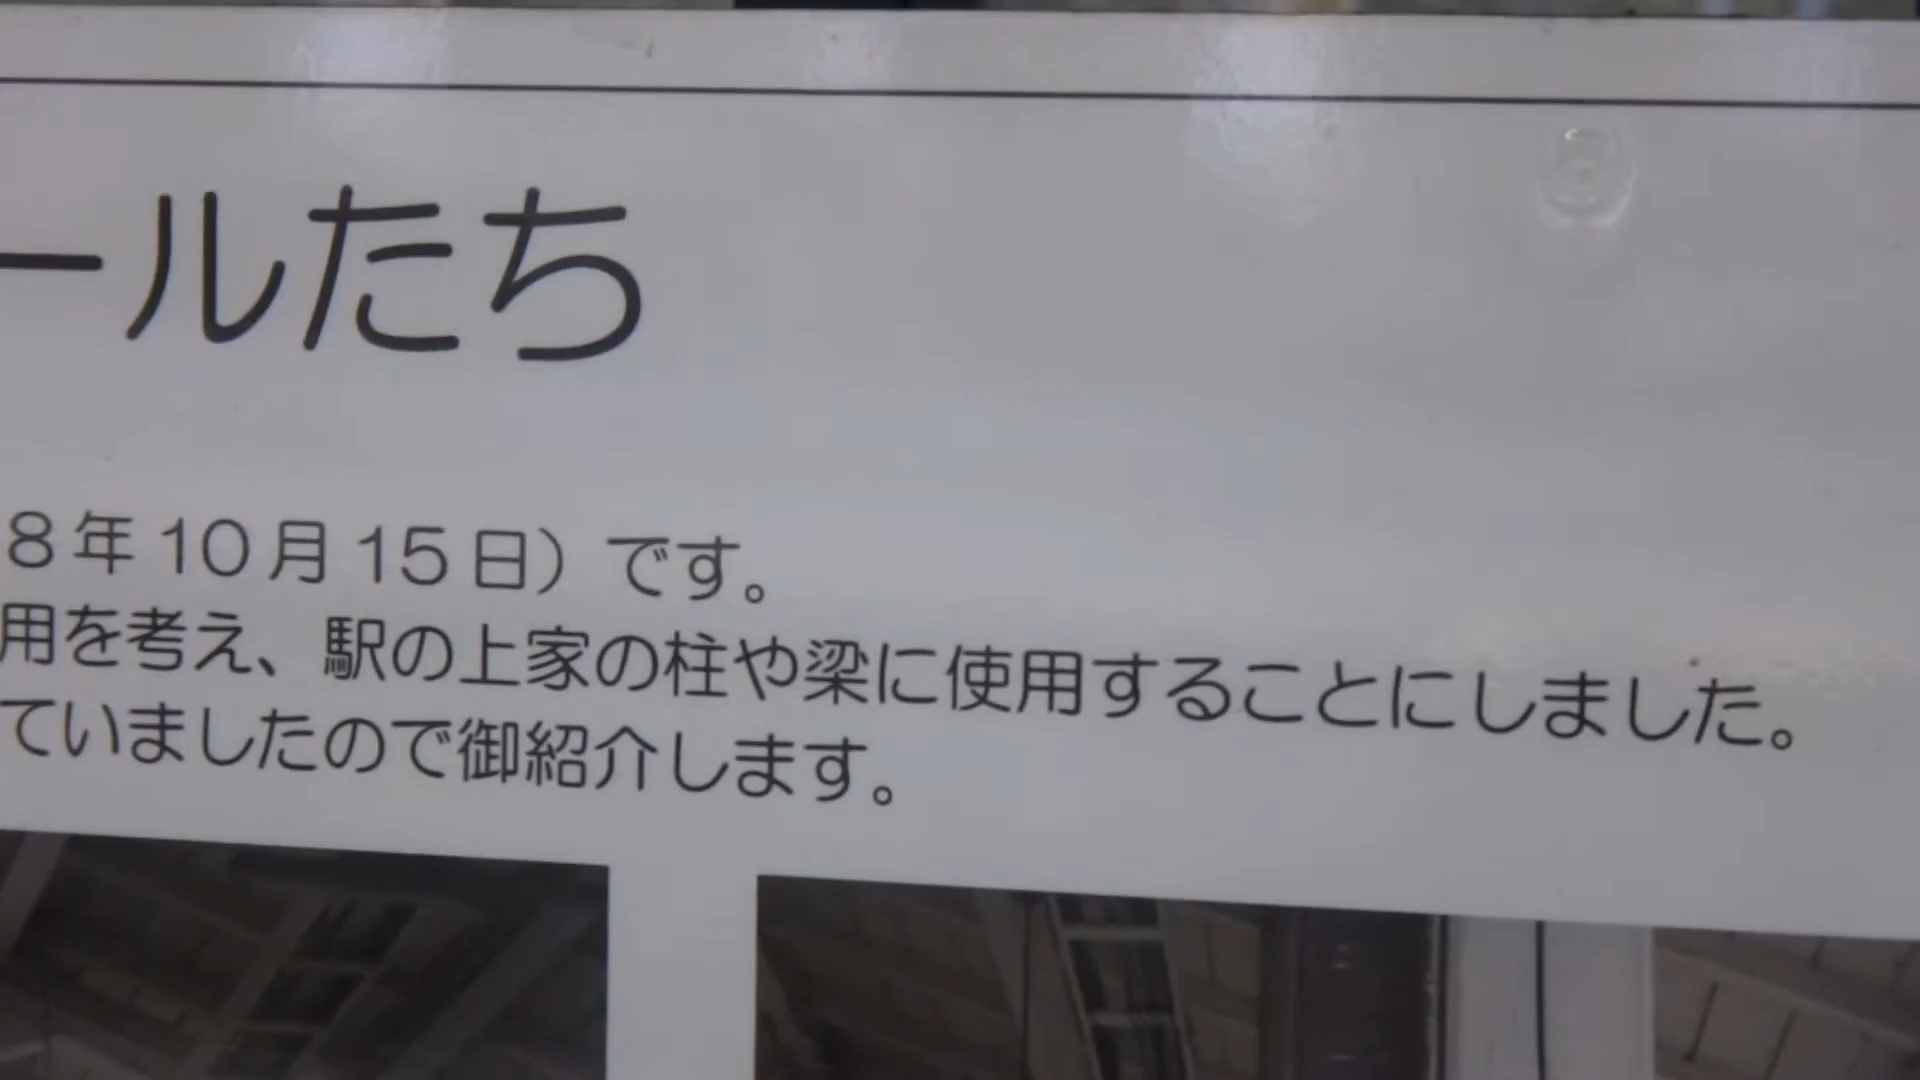 ールたち
8年10月15日）です。
用を考え、駅の上家の柱や梁に使用することにしました。
ていましたので御紹介します。